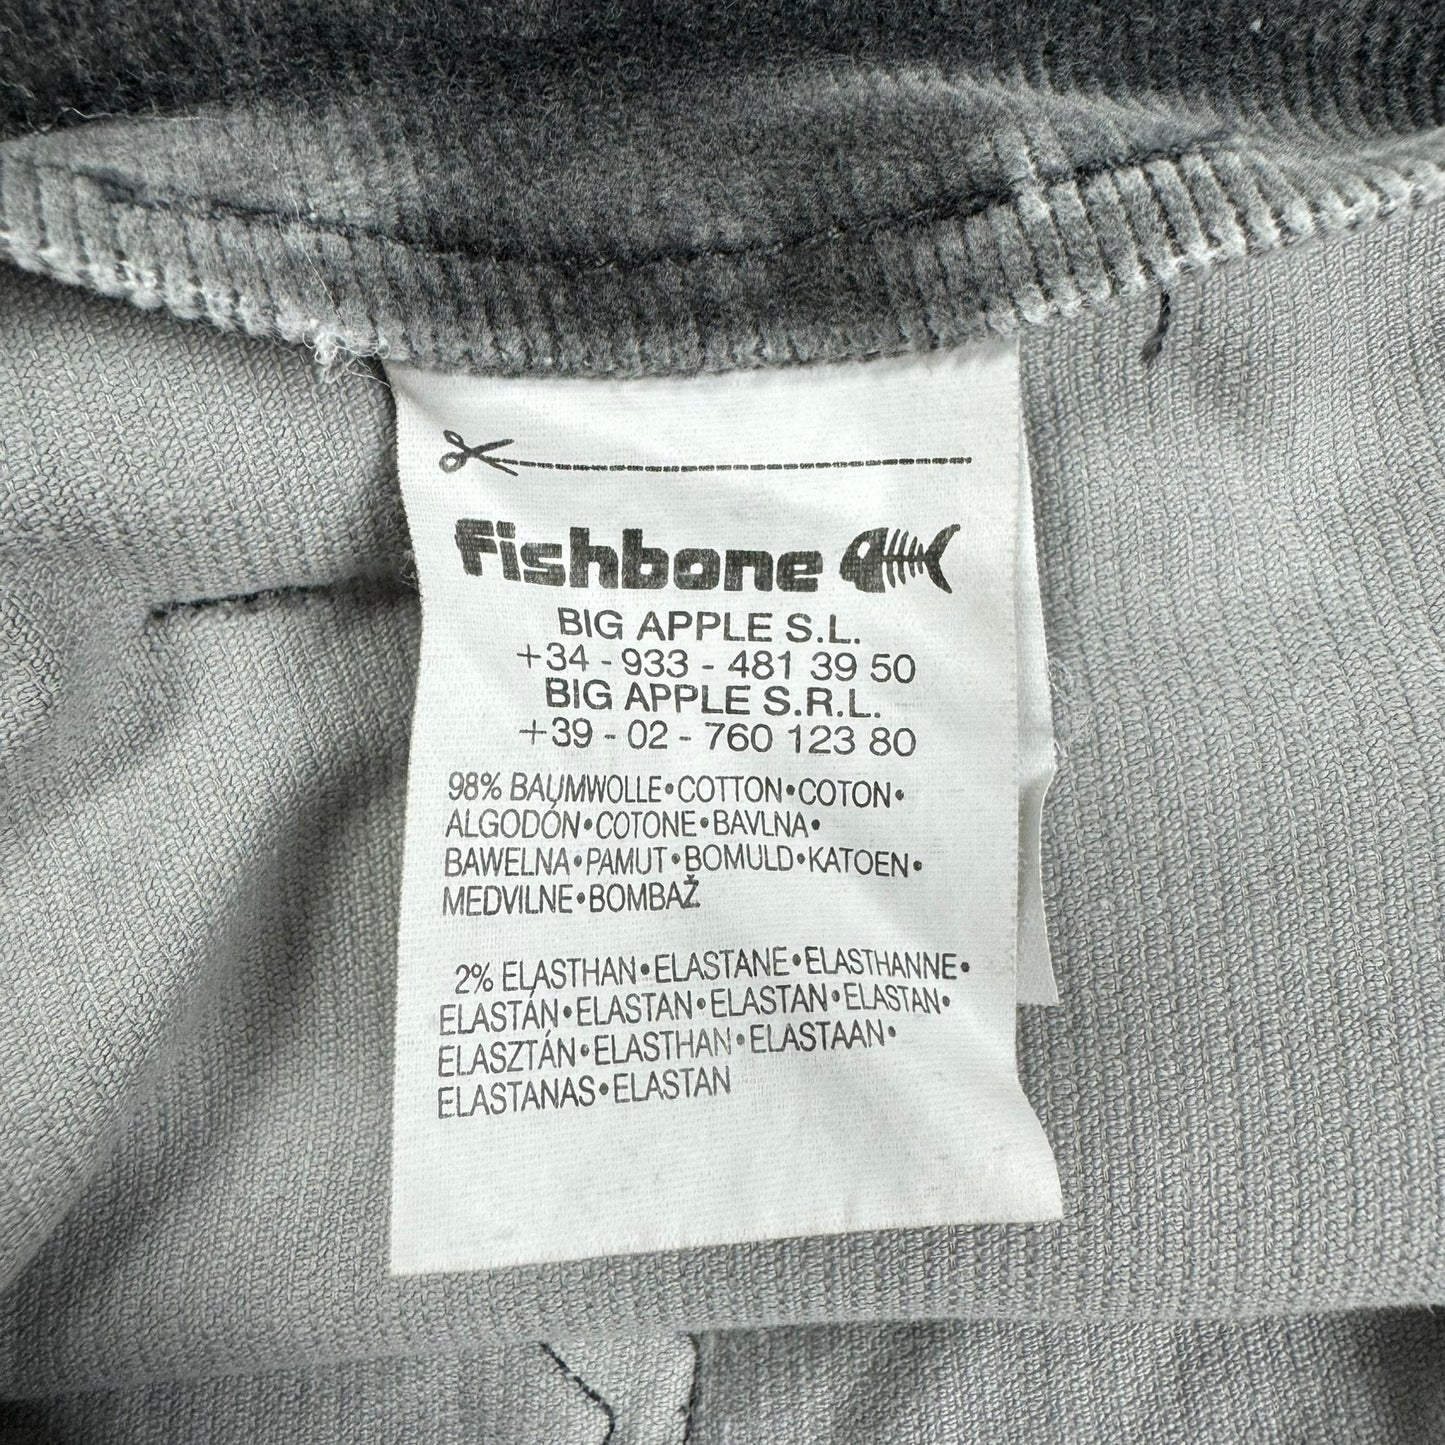 fishbone
BIG APPLE S.L.
+34 - 933 - 481 39 50
BIG APPLE S.R.L.
+39 - 02 - 760 123 80
98% BAUMWOLLE•COTTON•COTON•
ALGODÓN•COTONE•BAVLNA•
BAWELNA•PAMUT•BOMULD•KATOEN•
MEDVILNE•BOMBAŽ
2% ELASTHAN•ELASTANE•ELASTHANNE•
ELASTÁN•ELASTAN•ELASTAN•ELASTAN•
ELASZTÁN•ELASTHAN•ELASTAAN•
ELASTANAS•ELASTAN